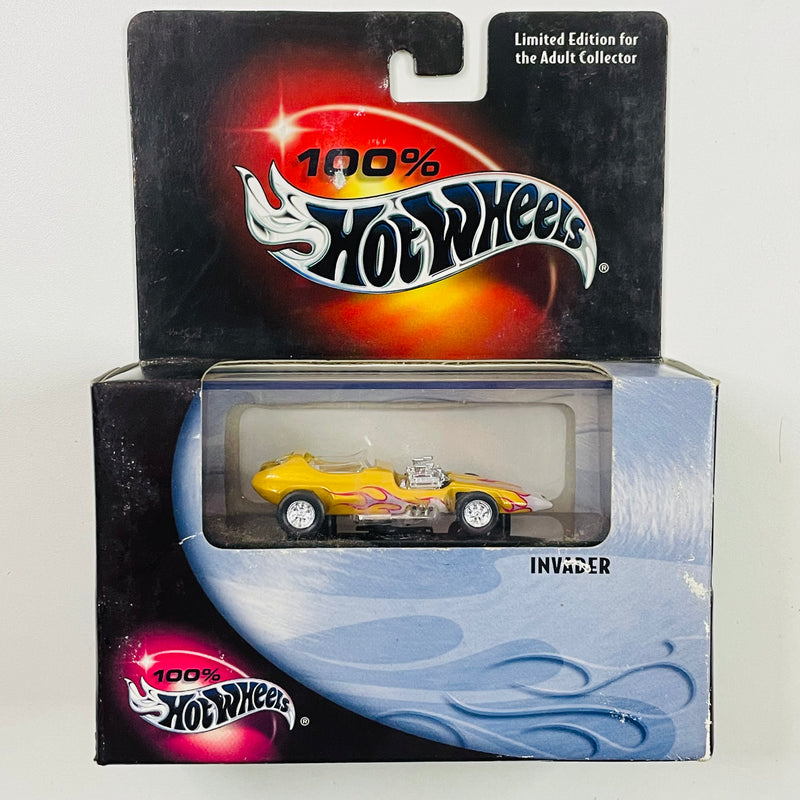 Limited Edition for
the Adult Collector
100%
HOT WHEELS ®
INVADER
100%
HOT WHEELS ®